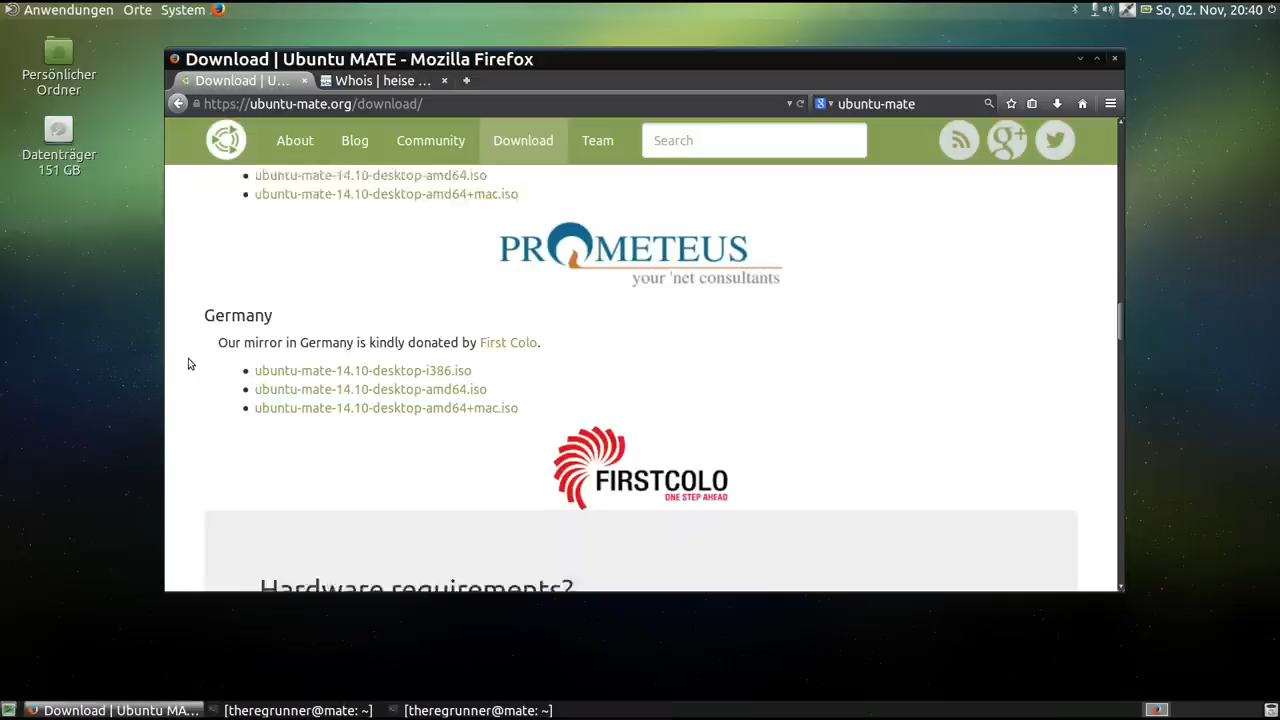 Anwendungen Orte System So, 02. Nov, 20:40
Persönlicher
Ordner
Datenträger
151 GB
Download | Ubuntu MATE - Mozilla Firefox
Download | U... Whois | heise ...
https://ubuntu-mate.org/download/ ubuntu-mate
About Blog Community Download Team Search g+
ubuntu-mate-14.10-desktop-amd64.iso
ubuntu-mate-14.10-desktop-amd64+mac.iso
PROMETEUS
your 'net consultants
Germany
Our mirror in Germany is kindly donated by First Colo.
ubuntu-mate-14.10-desktop-i386.iso
ubuntu-mate-14.10-desktop-amd64.iso
ubuntu-mate-14.10-desktop-amd64+mac.iso
FIRSTCOLO
ONE STEP AHEAD
Hardware requirements?
Download | Ubuntu MA... [theregrunner@mate: ~] [theregrunner@mate: ~]